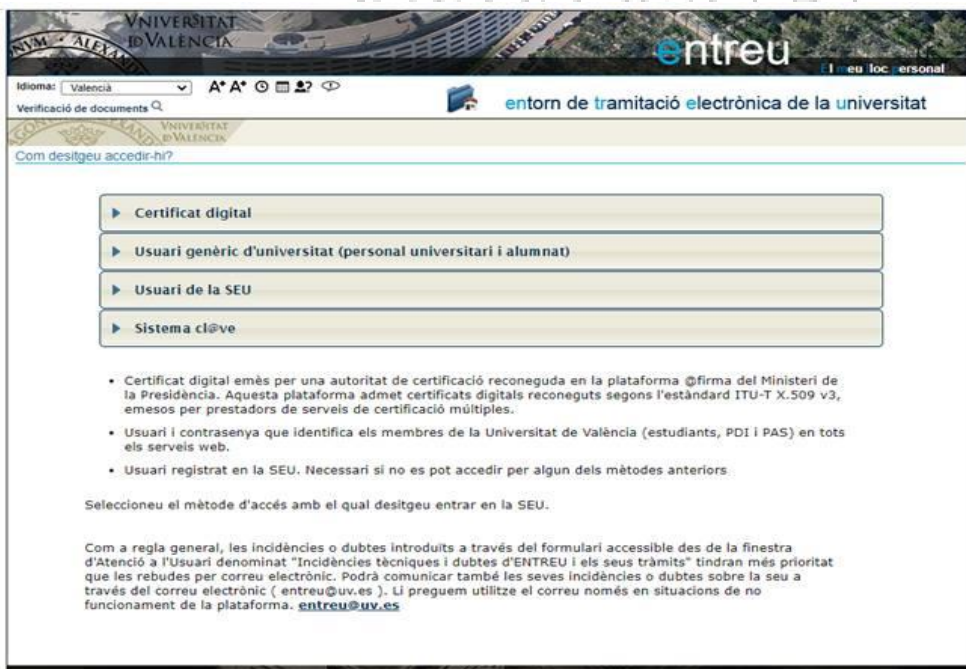 VNIVERSITAT
ID VALÈNCIA
NVM ALEXAND
entreu
El meu lloc personal
Idioma: Valencià A+ A+
Verificació de documents
entorn de tramitació electrònica de la universitat
VNIVERSITAT
ID VALÈNCIA
Com desitgeu accedir-hi?
Certificat digital
Usuari genèric d'universitat (personal universitari i alumnat)
Usuari de la SEU
Sistema cl@ve
• Certificat digital emès per una autoritat de certificació reconeguda en la plataforma @firma del Ministeri de
la Presidència. Aquesta plataforma admet certificats digitals reconeguts segons l'estàndard ITU-T X.509 v3,
emesos per prestadors de serveis de certificació múltiples.
• Usuari i contrasenya que identifica els membres de la Universitat de València (estudiants, PDI i PAS) en tots
els serveis web.
• Usuari registrat en la SEU. Necessari si no es pot accedir per algun dels mètodes anteriors
Seleccioneu el mètode d'accés amb el qual desitgeu entrar en la SEU.
Com a regla general, les incidències o dubtes introduïts a través del formulari accessible des de la finestra
d'Atenció a l'Usuari denominat "Incidències tècniques i dubtes d'ENTREU i els seus tràmits" tindran més prioritat
que les rebudes per correu electrònic. Podrà comunicar també les seves incidències o dubtes sobre la seu a
través del correu electrònic ( entreu@uv.es ). Li preguem utilitze el correu només en situacions de no
funcionament de la plataforma. entreu@uv.es